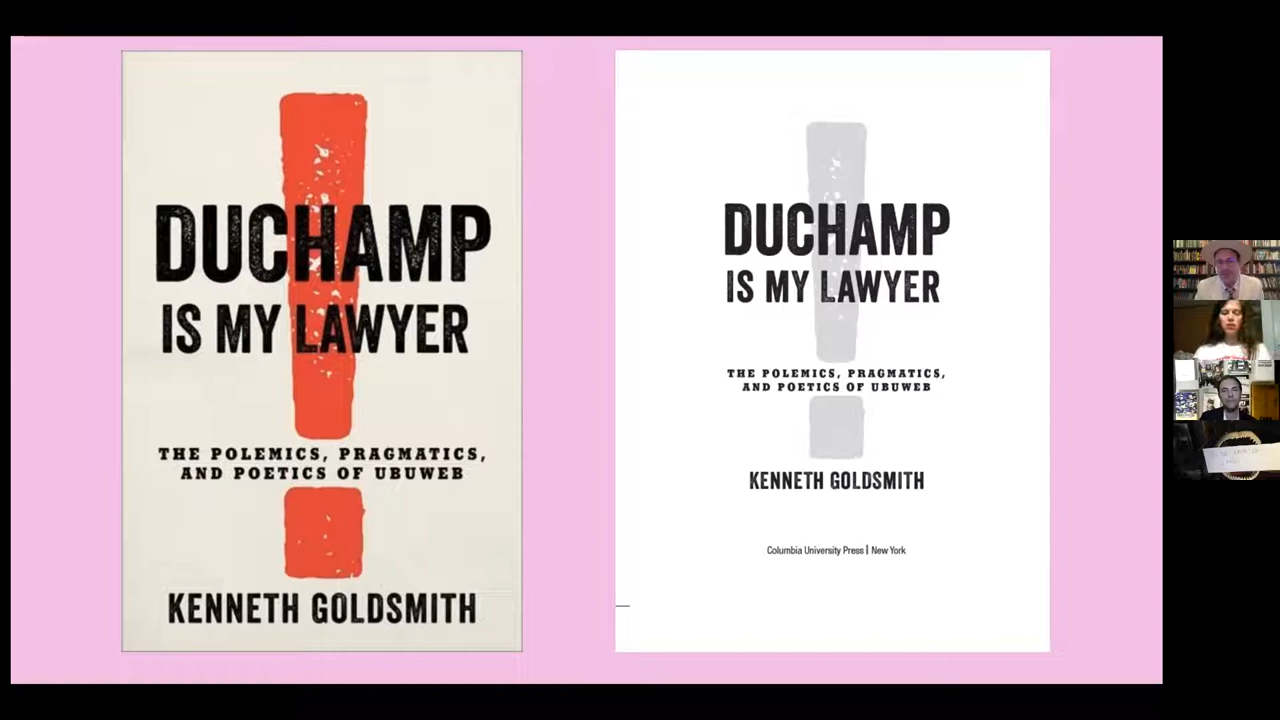 DUCHAMP
IS MY LAWYER
THE POLEMICS, PRAGMATICS,
AND POETICS OF UBUWEB
KENNETH GOLDSMITH
DUCHAMP
IS MY LAWYER
THE POLEMICS, PRAGMATICS,
AND POETICS OF UBUWEB
KENNETH GOLDSMITH
Columbia University Press | New York